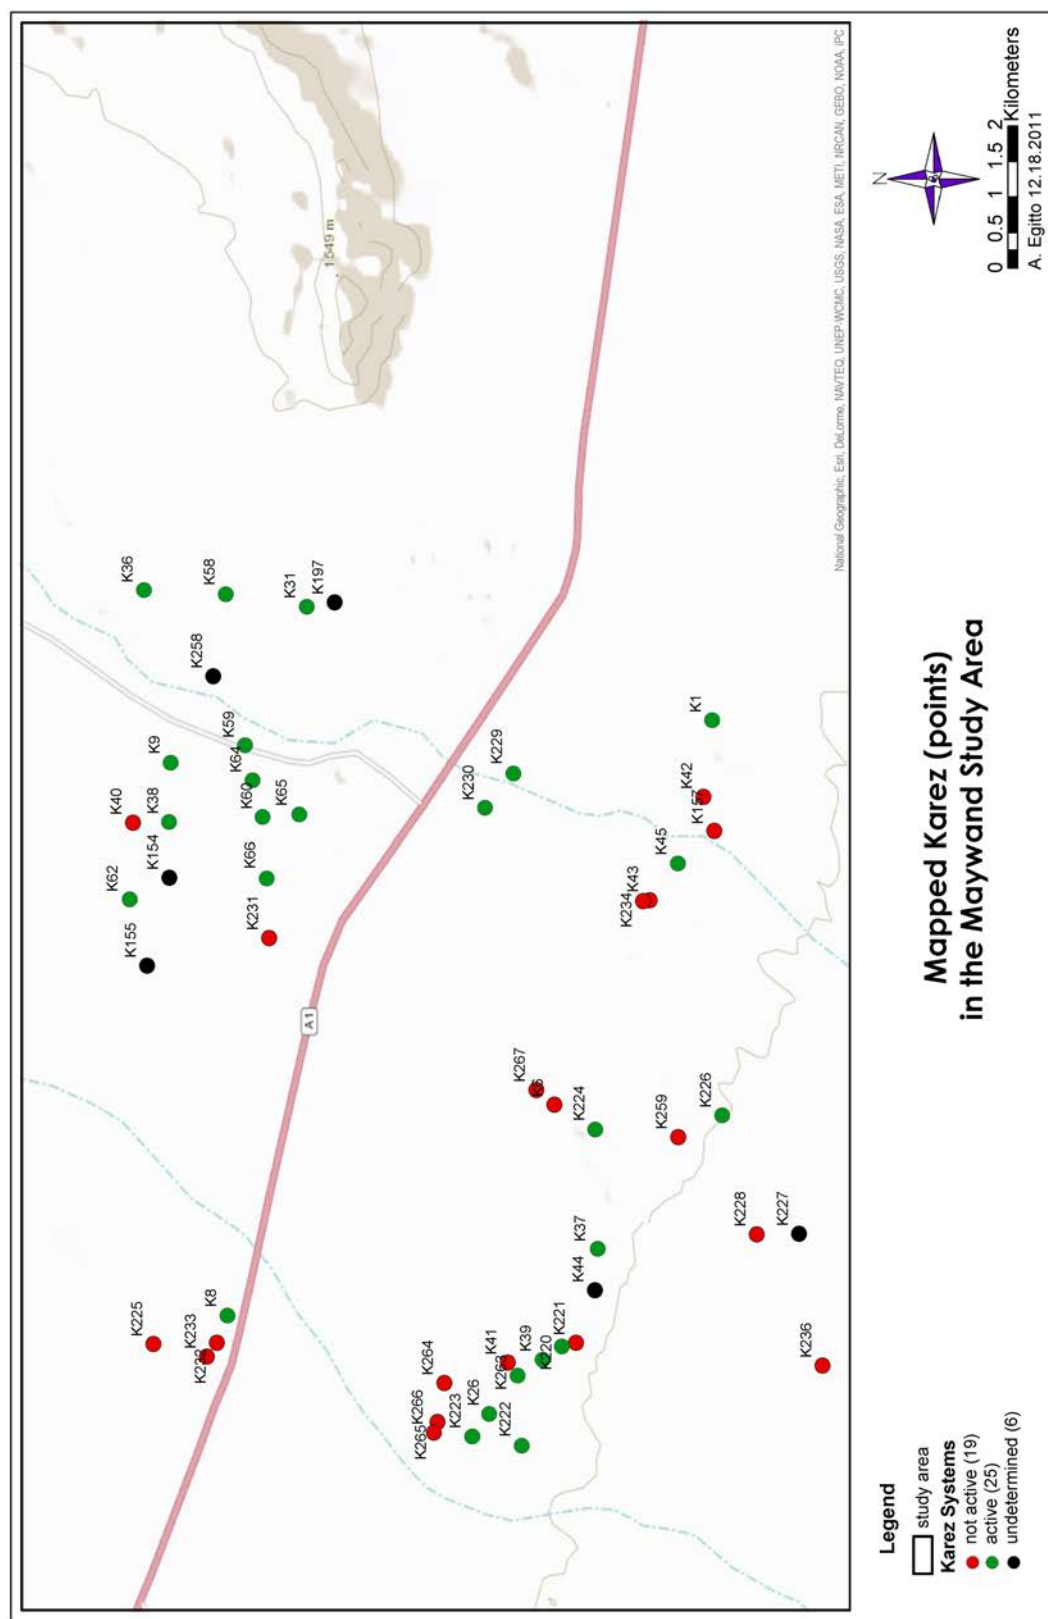 K36
K58
K31
K197
K258
K59
K64
K9
K60
K65
K40
K38
K154
K66
K62
K231
K155
A1
1549 m
K229
K230
K1
K42
K157
K45
K43
K234
K267
K5
K224
K226
K259
K228
K227
K37
K44
K236
K221
K220
K39
K41
K264
K26
K223
K222
K266
K265
K8
K233
K225
National Geographic, Esri, DeLorme, NAVTEQ, UNEP-WCMC, USGS, NASA, ESA, METI, NRCAN, GEBO, NOAA, IPC
Mapped Karez (points)
in the Maywand Study Area
Legend
study area
Karez Systems
not active (19)
active (25)
undetermined (6)
N
0 0.5 1 1.5 2 Kilometers
A. Egitto 12.18.2011